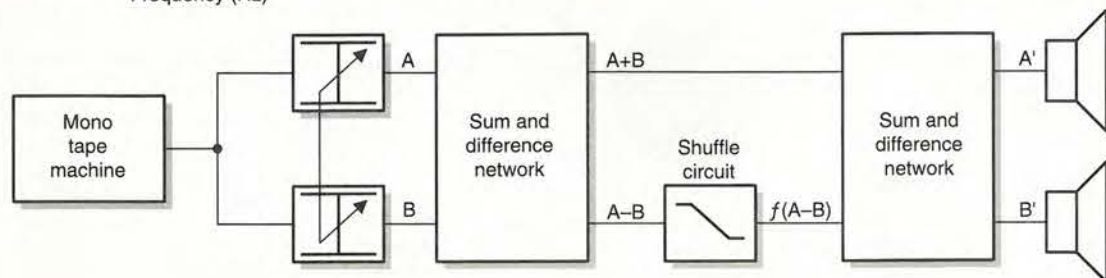 Frequency (Hz)
A
A+B
A'
Mono
tape
machine
Sum and
difference
network
Shuffle
circuit
Sum and
difference
network
B
A–B
f(A–B)
B'